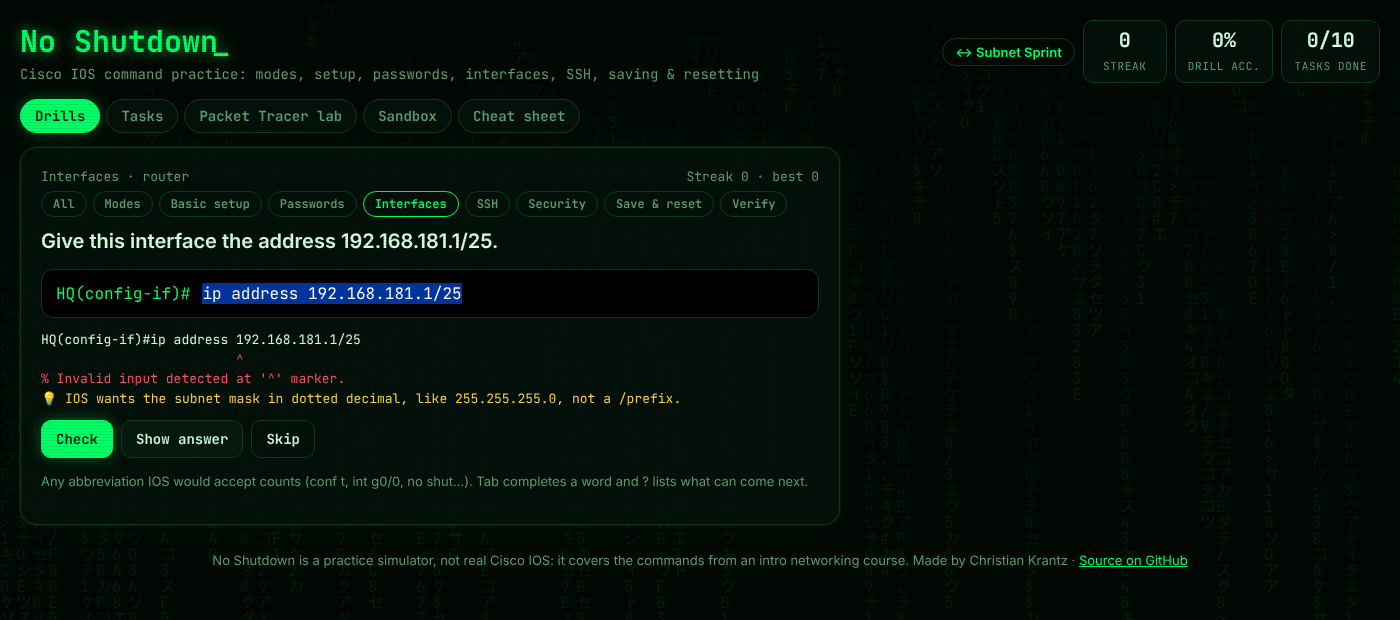 No Shutdown_
Cisco IOS command practice: modes, setup, passwords, interfaces, SSH, saving & resetting
↔ Subnet Sprint
0
STREAK
0%
DRILL ACC.
0/10
TASKS DONE
Drills
Tasks
Packet Tracer lab
Sandbox
Cheat sheet
Interfaces · router
Streak 0 · best 0
All
Modes
Basic setup
Passwords
Interfaces
SSH
Security
Save & reset
Verify
Give this interface the address 192.168.181.1/25.
HQ(config-if)# ip address 192.168.181.1/25
HQ(config-if)#ip address 192.168.181.1/25
^
% Invalid input detected at '^' marker.
💡 IOS wants the subnet mask in dotted decimal, like 255.255.255.0, not a /prefix.
Check
Show answer
Skip
Any abbreviation IOS would accept counts (conf t, int g0/0, no shut...). Tab completes a word and ? lists what can come next.
No Shutdown is a practice simulator, not real Cisco IOS: it covers the commands from an intro networking course. Made by Christian Krantz · Source on GitHub